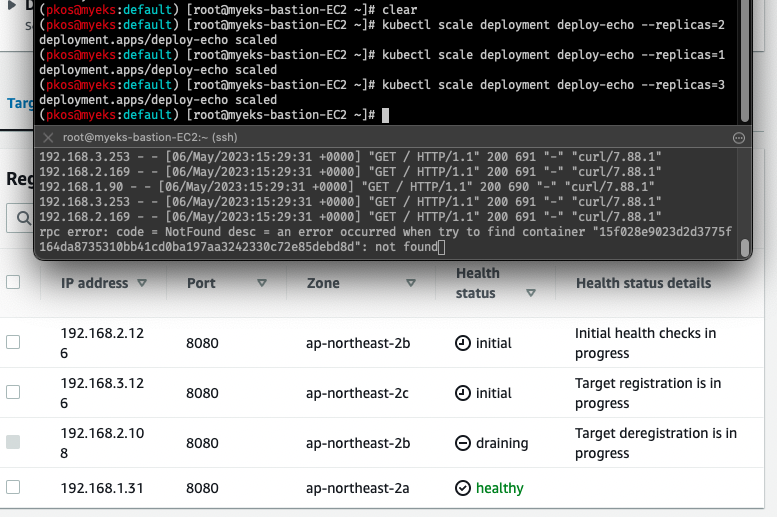 (pkos@myeks:default) [root@myeks-bastion-EC2 ~]# clear
(pkos@myeks:default) [root@myeks-bastion-EC2 ~]# kubectl scale deployment deploy-echo --replicas=2
deployment.apps/deploy-echo scaled
(pkos@myeks:default) [root@myeks-bastion-EC2 ~]# kubectl scale deployment deploy-echo --replicas=1
deployment.apps/deploy-echo scaled
(pkos@myeks:default) [root@myeks-bastion-EC2 ~]# kubectl scale deployment deploy-echo --replicas=3
deployment.apps/deploy-echo scaled
(pkos@myeks:default) [root@myeks-bastion-EC2 ~]#
Targ
root@myeks-bastion-EC2:~ (ssh)
192.168.3.253 - - [06/May/2023:15:29:31 +0000] "GET / HTTP/1.1" 200 691 "-" "curl/7.88.1"
192.168.2.169 - - [06/May/2023:15:29:31 +0000] "GET / HTTP/1.1" 200 691 "-" "curl/7.88.1"
192.168.1.90 - - [06/May/2023:15:29:31 +0000] "GET / HTTP/1.1" 200 690 "-" "curl/7.88.1"
192.168.3.253 - - [06/May/2023:15:29:31 +0000] "GET / HTTP/1.1" 200 691 "-" "curl/7.88.1"
192.168.2.169 - - [06/May/2023:15:29:31 +0000] "GET / HTTP/1.1" 200 691 "-" "curl/7.88.1"
Reg
rpc error: code = NotFound desc = an error occurred when try to find container "15f028e9023d2d3775f
164da8735310bb41cd0ba197aa3242330c72e85debd8d": not found
IP address Port Zone Health status Health status details
192.168.2.126 8080 ap-northeast-2b initial Initial health checks in progress
192.168.3.126 8080 ap-northeast-2c initial Target registration is in progress
192.168.2.108 8080 ap-northeast-2b draining Target deregistration is in progress
192.168.1.31 8080 ap-northeast-2a healthy